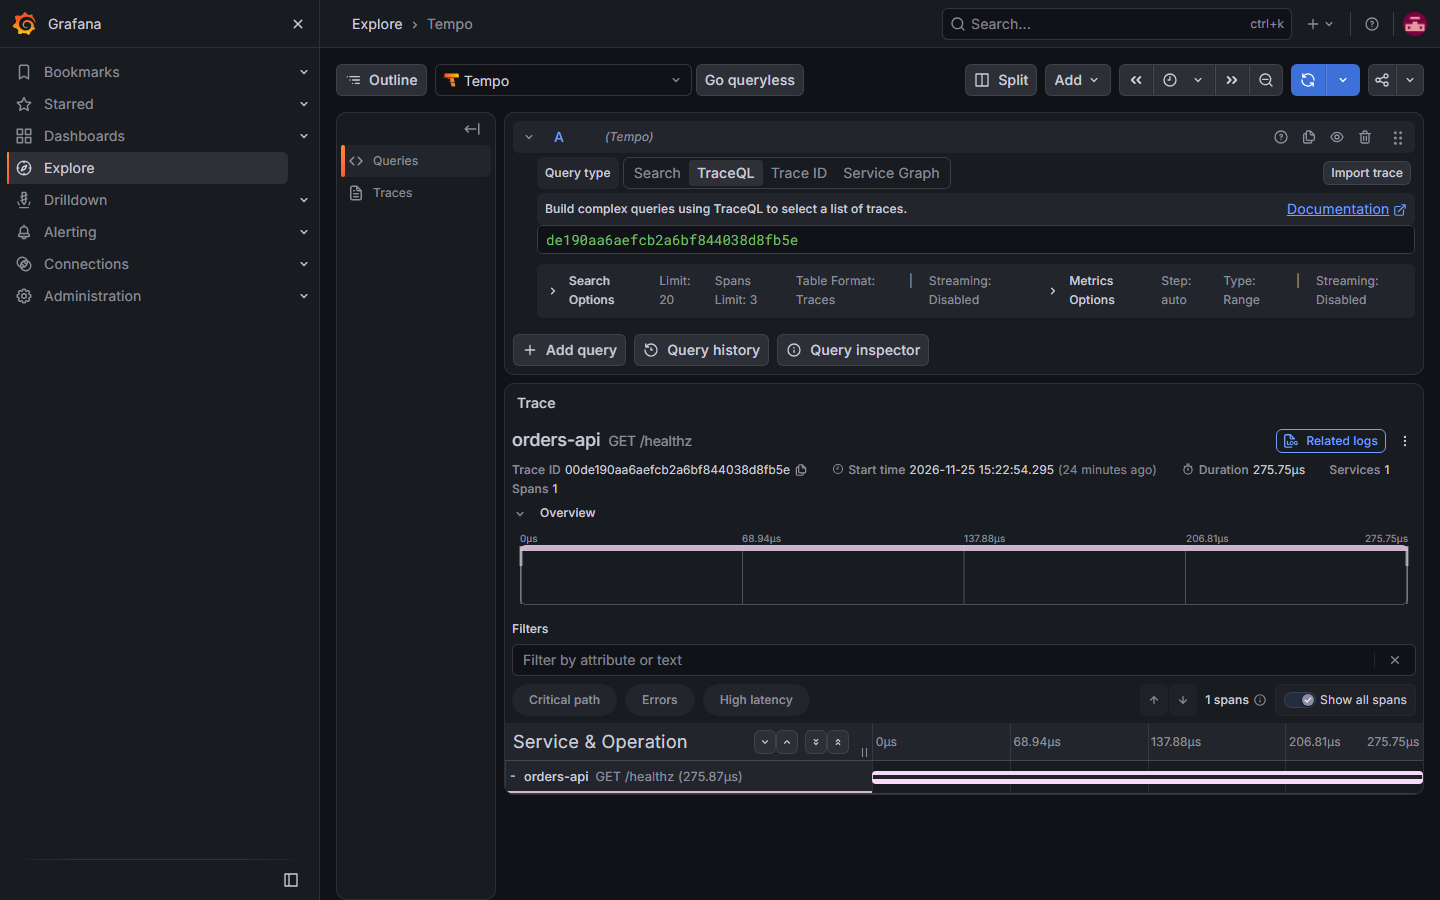 Grafana
Explore › Tempo
Search... ctrl+k
Bookmarks
Starred
Dashboards
Explore
Drilldown
Alerting
Connections
Administration
Outline
Tempo
Go queryless
Split
Add
Queries
Traces
A (Tempo)
Query type Search TraceQL Trace ID Service Graph Import trace
Build complex queries using TraceQL to select a list of traces. Documentation
de190aa6aefcb2a6bf844038d8fb5e
Search Options
Limit: 20
Spans Limit: 3
Table Format: Traces
| Streaming: Disabled
Metrics Options
Step: auto
Type: Range
| Streaming: Disabled
Add query Query history Query inspector
Trace
orders-api GET /healthz
Related logs
Trace ID 00de190aa6aefcb2a6bf844038d8fb5e Start time 2026-11-25 15:22:54.295 (24 minutes ago) Duration 275.75µs Services 1
Spans 1
Overview
0µs 68.94µs 137.88µs 206.81µs 275.75µs
Filters
Filter by attribute or text
Critical path Errors High latency 1 spans Show all spans
Service & Operation 0µs 68.94µs 137.88µs 206.81µs 275.75µs
- orders-api GET /healthz (275.87µs)